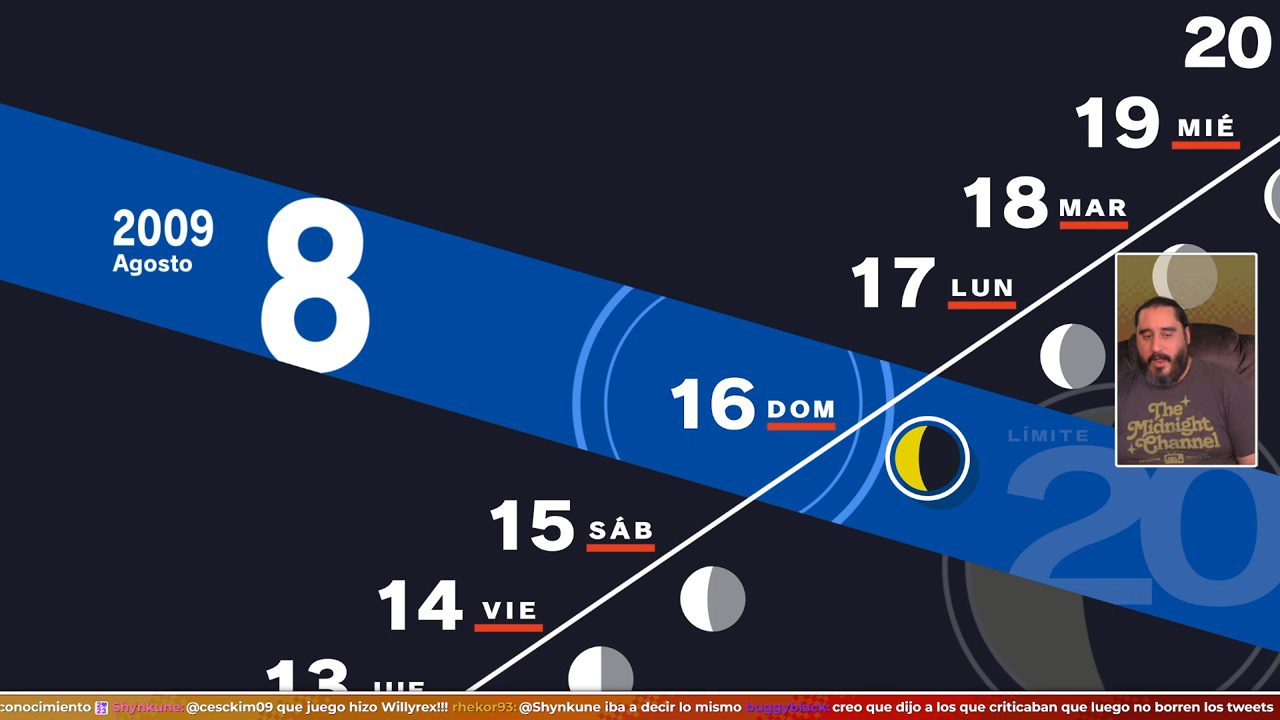 20
19 MIÉ
18 MAR
17 LUN
2009
Agosto
8
16 DOM
LÍMITE
20
15 SÁB
14 VIE
13 JUE
The
Midnight
Channel
conocimiento Shynkune: @cesckim09 que juego hizo Willyrex!!! rhekor93: @Shynkune iba a decir lo mismo buggyblack: creo que dijo a los que criticaban que luego no borren los tweets